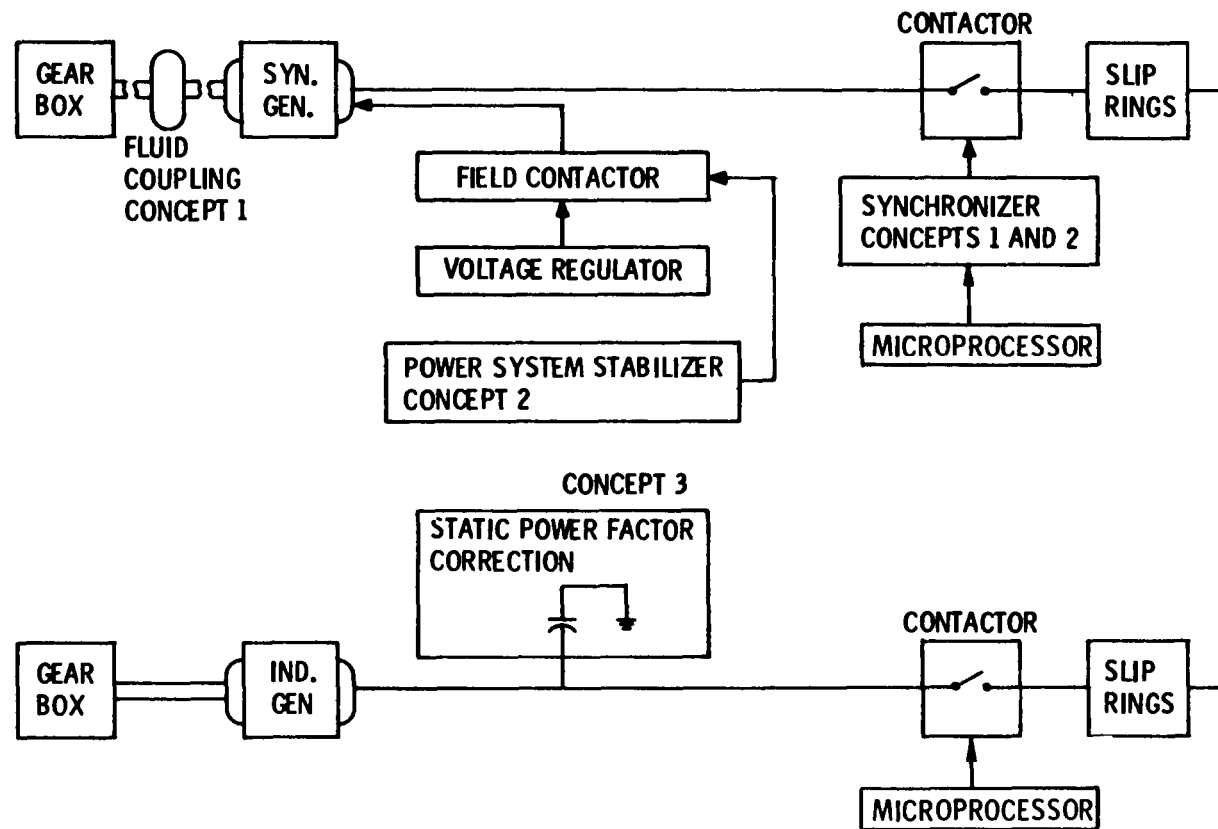 CONTACTOR
GEAR
BOX
SYN.
GEN.
SLIP
RINGS
FLUID
COUPLING
CONCEPT 1
FIELD CONTACTOR
SYNCHRONIZER
CONCEPTS 1 AND 2
VOLTAGE REGULATOR
MICROPROCESSOR
POWER SYSTEM STABILIZER
CONCEPT 2
CONCEPT 3
STATIC POWER FACTOR
CORRECTION
CONTACTOR
GEAR
BOX
IND.
GEN
SLIP
RINGS
MICROPROCESSOR